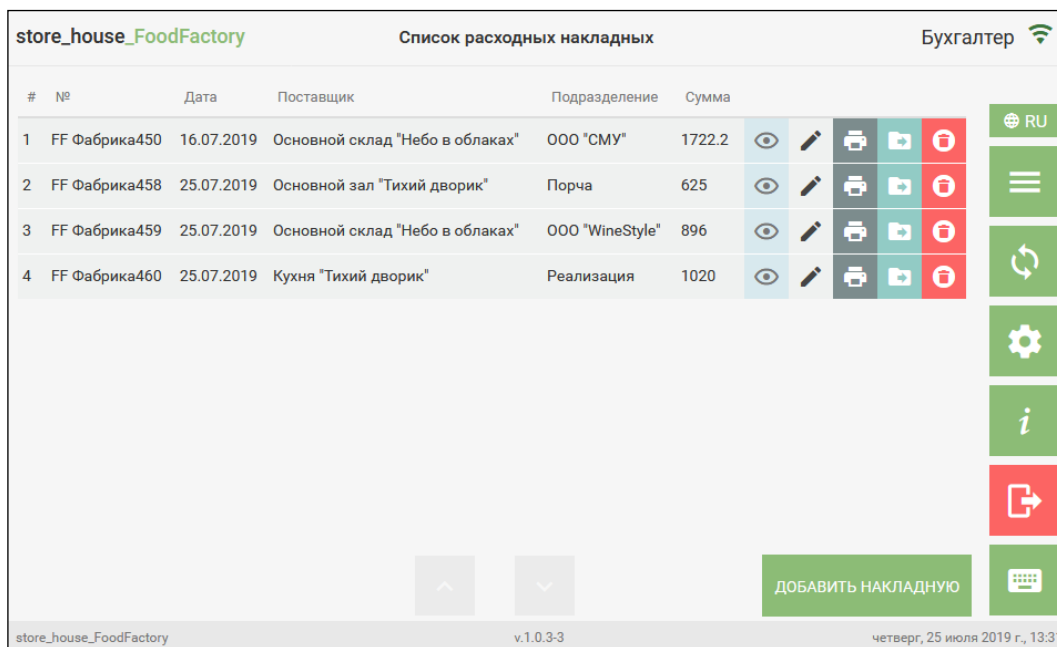 store_house_FoodFactory Список расходных накладных Бухгалтер
# № Дата Поставщик Подразделение Сумма
RU
1 FF Фабрика450 16.07.2019 Основной склад "Небо в облаках" ООО "СМУ" 1722.2
2 FF Фабрика458 25.07.2019 Основной зал "Тихий дворик" Порча 625
3 FF Фабрика459 25.07.2019 Основной склад "Небо в облаках" ООО "WineStyle" 896
4 FF Фабрика460 25.07.2019 Кухня "Тихий дворик" Реализация 1020
i
ДОБАВИТЬ НАКЛАДНУЮ
store_house_FoodFactory v.1.0.3-3 четверг, 25 июля 2019 г., 13:3